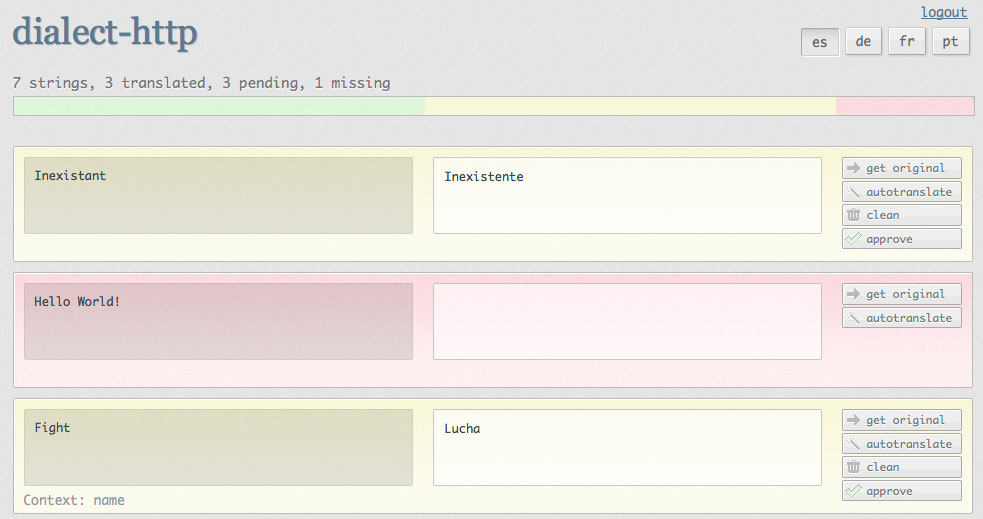 logout
dialect-http
es de fr pt
7 strings, 3 translated, 3 pending, 1 missing
Inexistant
Inexistente
get original
autotranslate
clean
approve
Hello World!
get original
autotranslate
Fight
Lucha
get original
autotranslate
clean
approve
Context: name